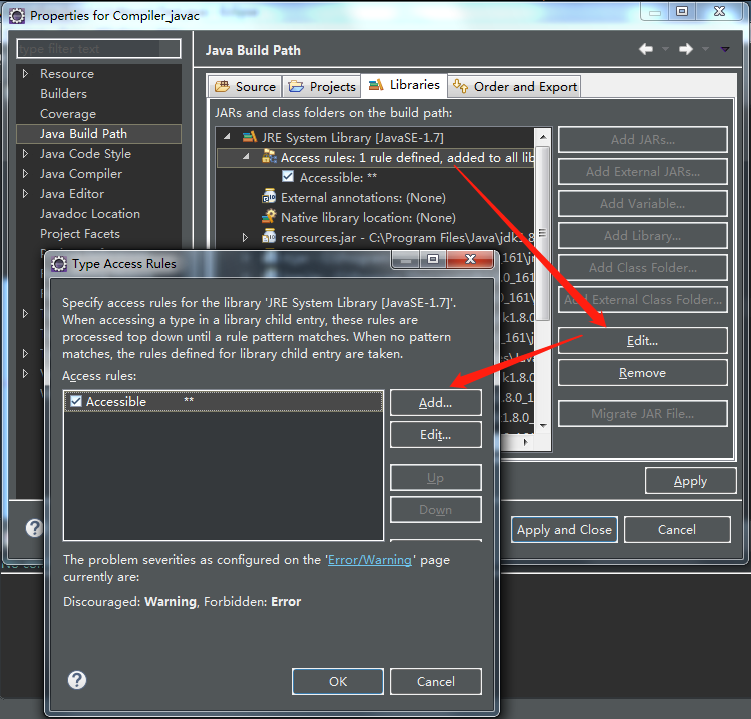 Properties for Compiler_javac
type filter text
Resource
Builders
Coverage
Java Build Path
Java Code Style
Java Compiler
Java Editor
Javadoc Location
Project Facets
Java Build Path
Source
Projects
Libraries
Order and Export
JARs and class folders on the build path:
JRE System Library [JavaSE-1.7]
Access rules: 1 rule defined, added to all lib
Accessible: **
External annotations: (None)
Native library location: (None)
resources.jar - C:\Program Files\Java\jdk1.8
Add JARs...
Add External JARs...
Add Variable...
Add Library...
Add Class Folder...
Add External Class Folder...
Edit...
Remove
Migrate JAR File...
Apply
Apply and Close
Cancel
Type Access Rules
Specify access rules for the library 'JRE System Library [JavaSE-1.7]'.
When accessing a type in a library child entry, these rules are
processed top down until a rule pattern matches. When no pattern
matches, the rules defined for library child entry are taken.
Access rules:
Accessible **
Add...
Edit...
Up
Down
The problem severities as configured on the 'Error/Warning' page
currently are:
Discouraged: Warning, Forbidden: Error
OK
Cancel